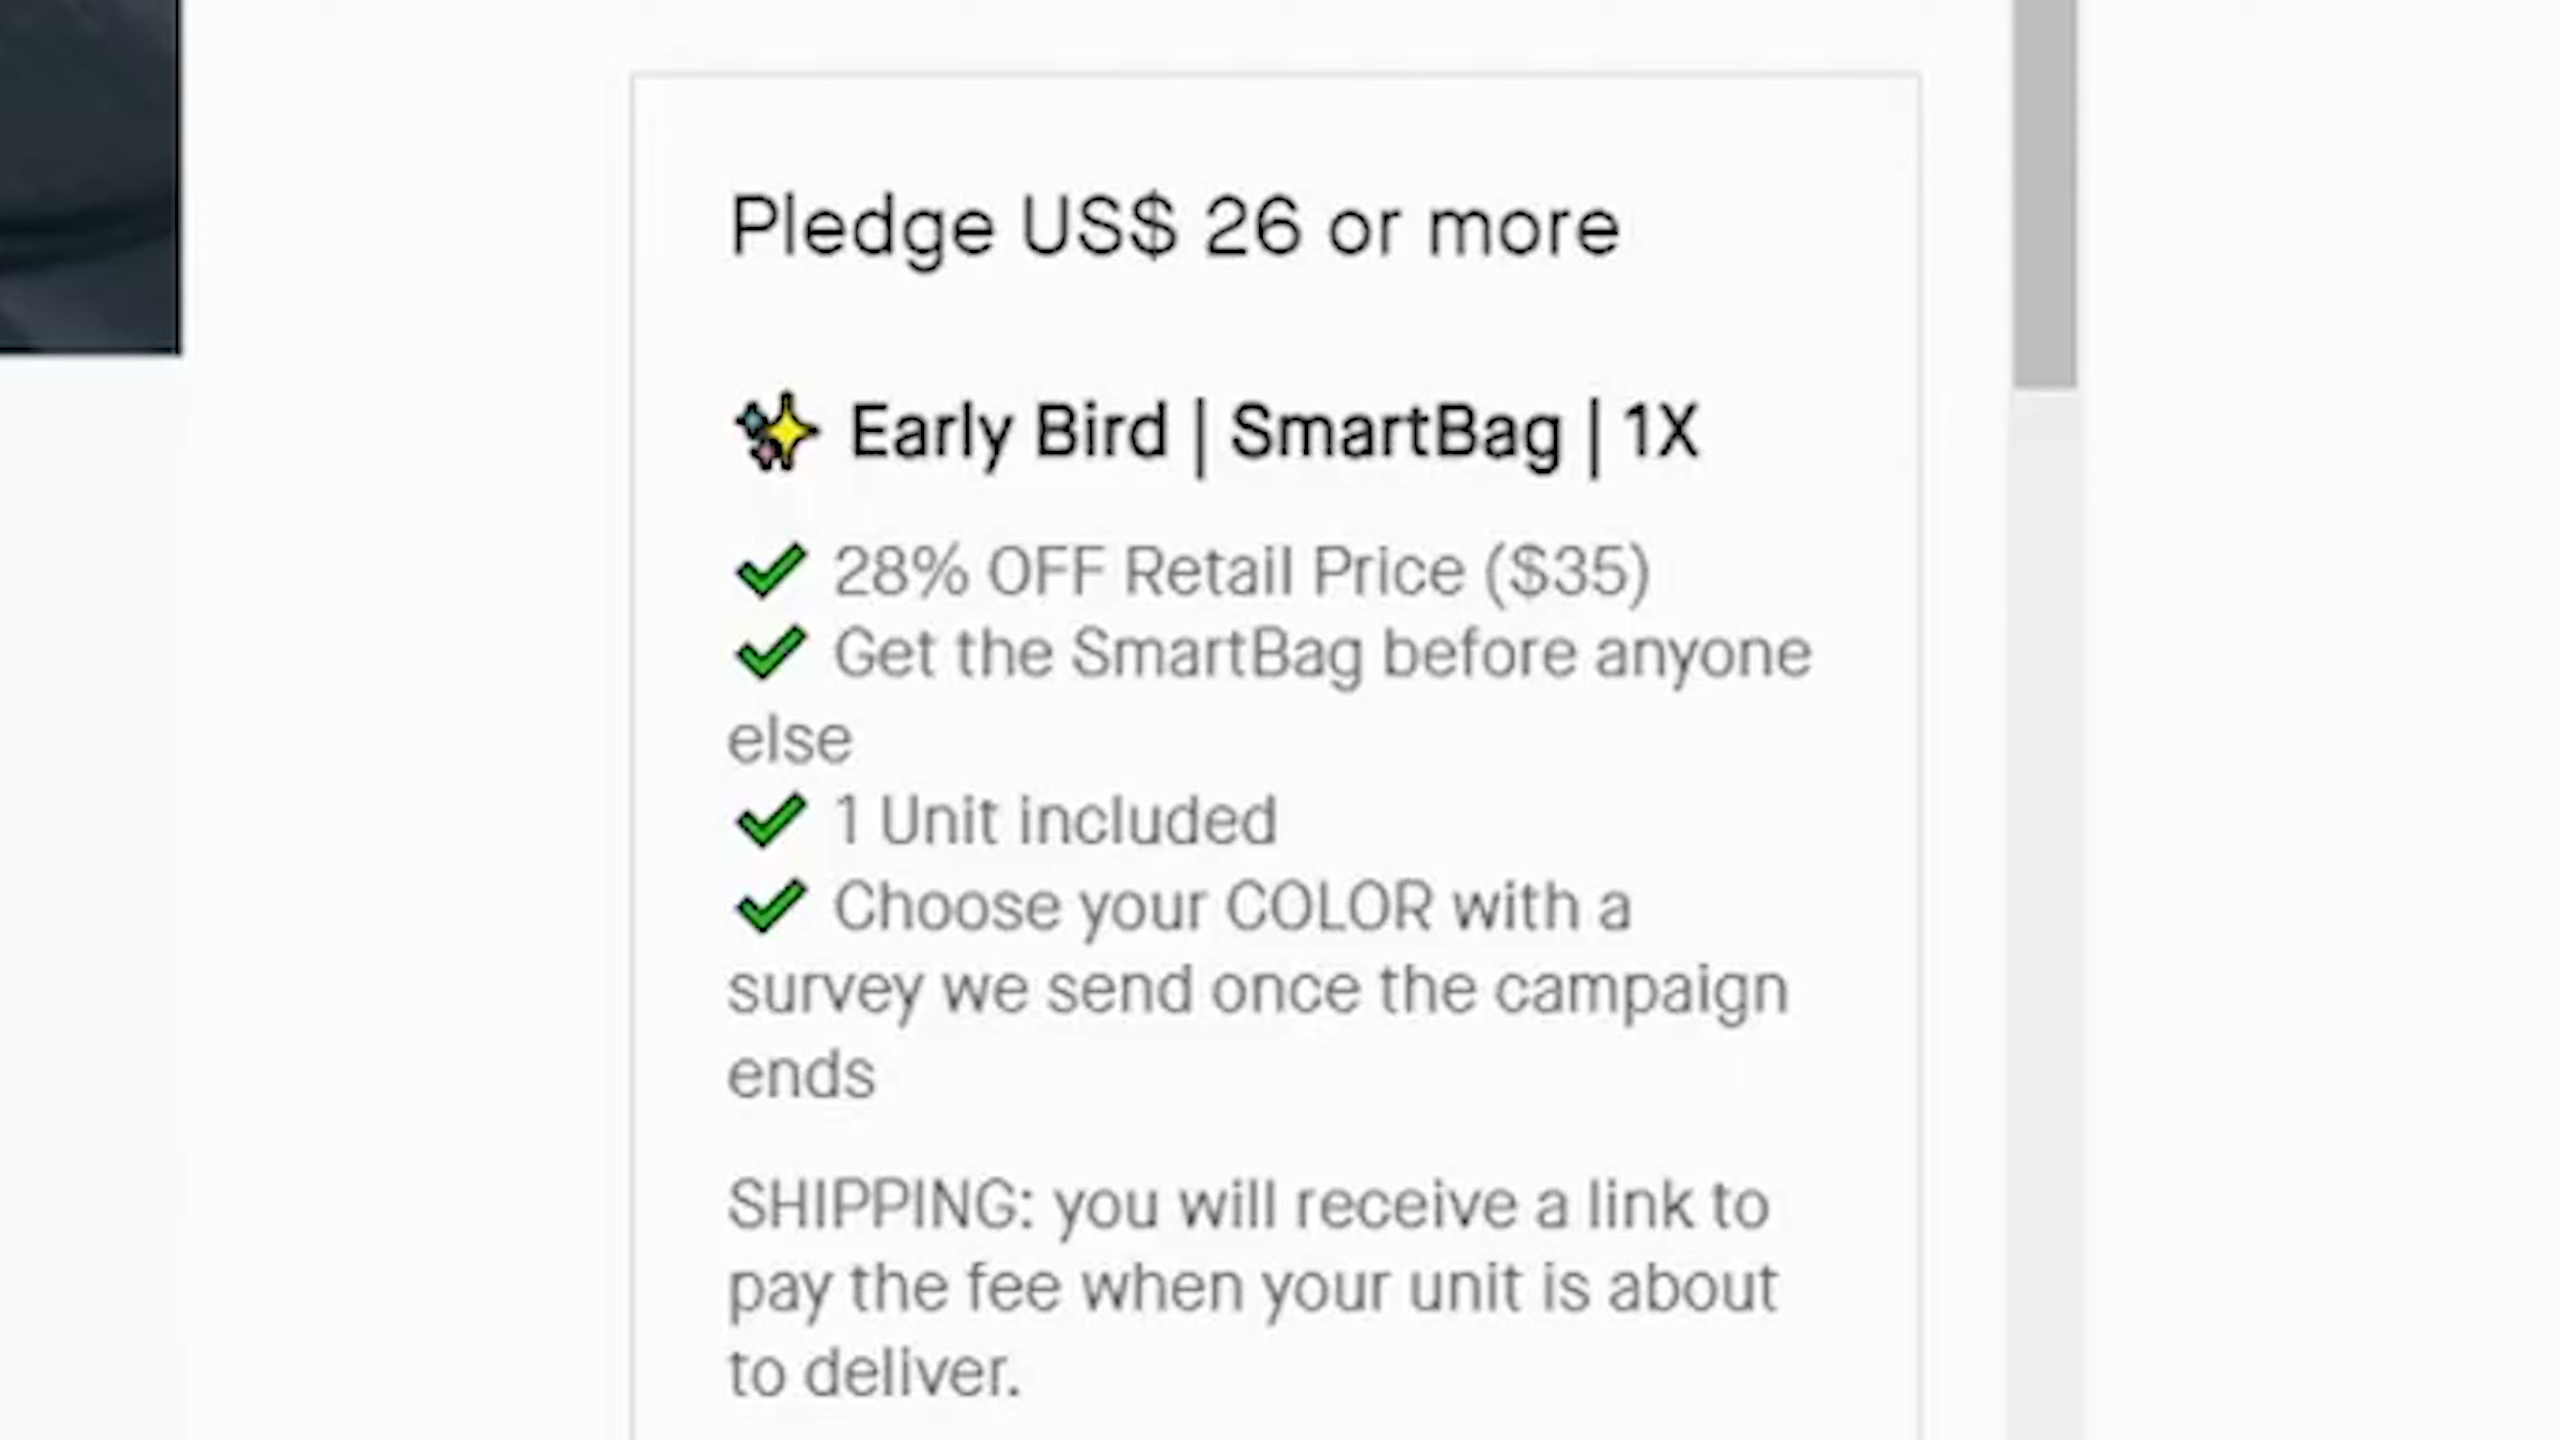 Pledge US$ 26 or more
✨ Early Bird | SmartBag | 1X
✔ 28% OFF Retail Price ($35)
✔ Get the SmartBag before anyone
else
✔ 1 Unit included
✔ Choose your COLOR with a
survey we send once the campaign
ends
SHIPPING: you will receive a link to
pay the fee when your unit is about
to deliver.